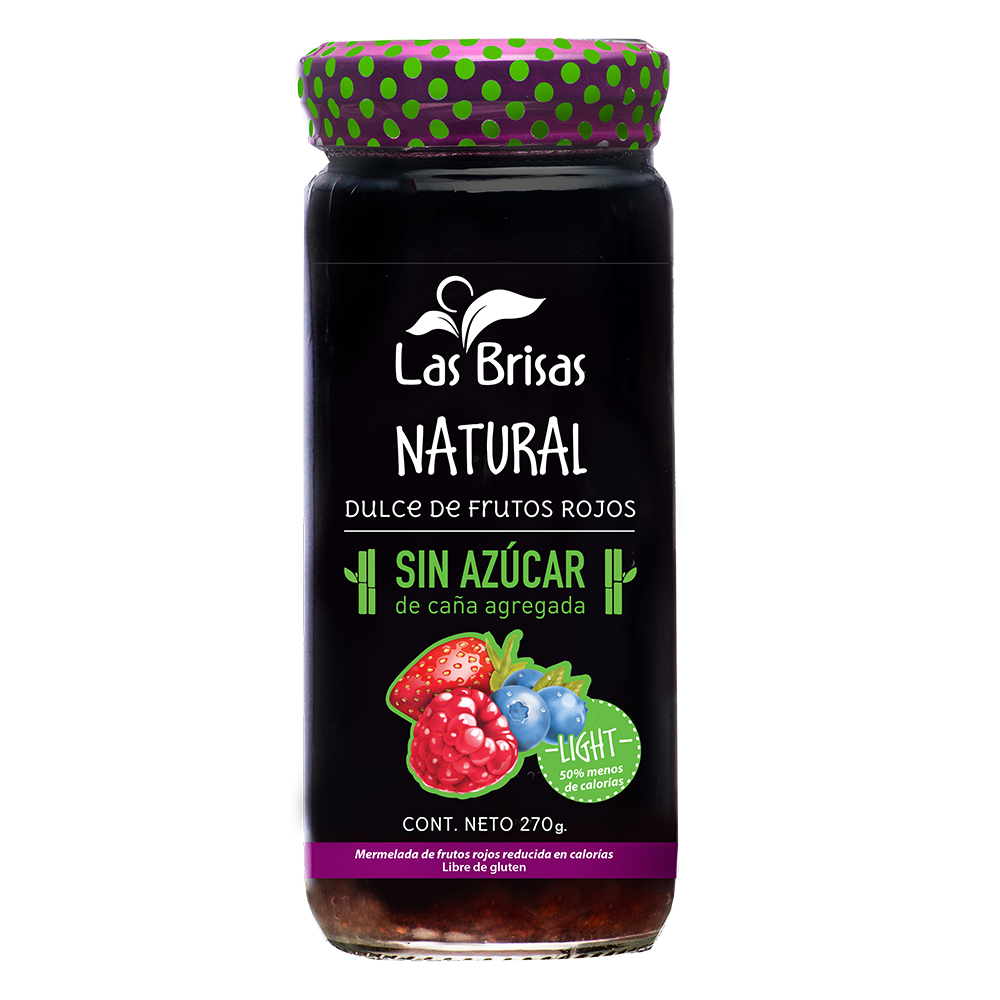 Las Brisas
NATURAL
DULCE DE FRUTOS ROJOS
SIN AZÚCAR
de caña agregada
-LIGHT-
50% menos
de calorías
CONT. NETO 270g.
Mermelada de frutos rojos reducida en calorías
Libre de gluten